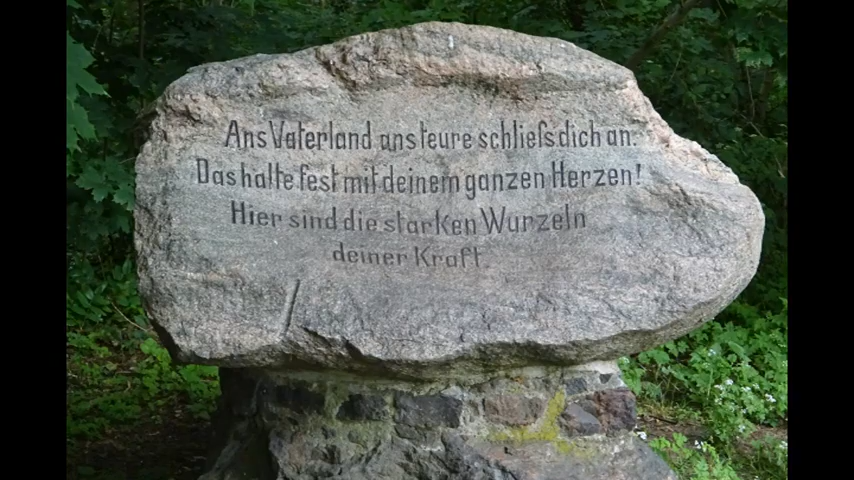 Ans Vaterland ans teure schließ dich an.
Das halte fest mit deinem ganzen Herzen!
Hier sind die starken Wurzeln
deiner Kraft.